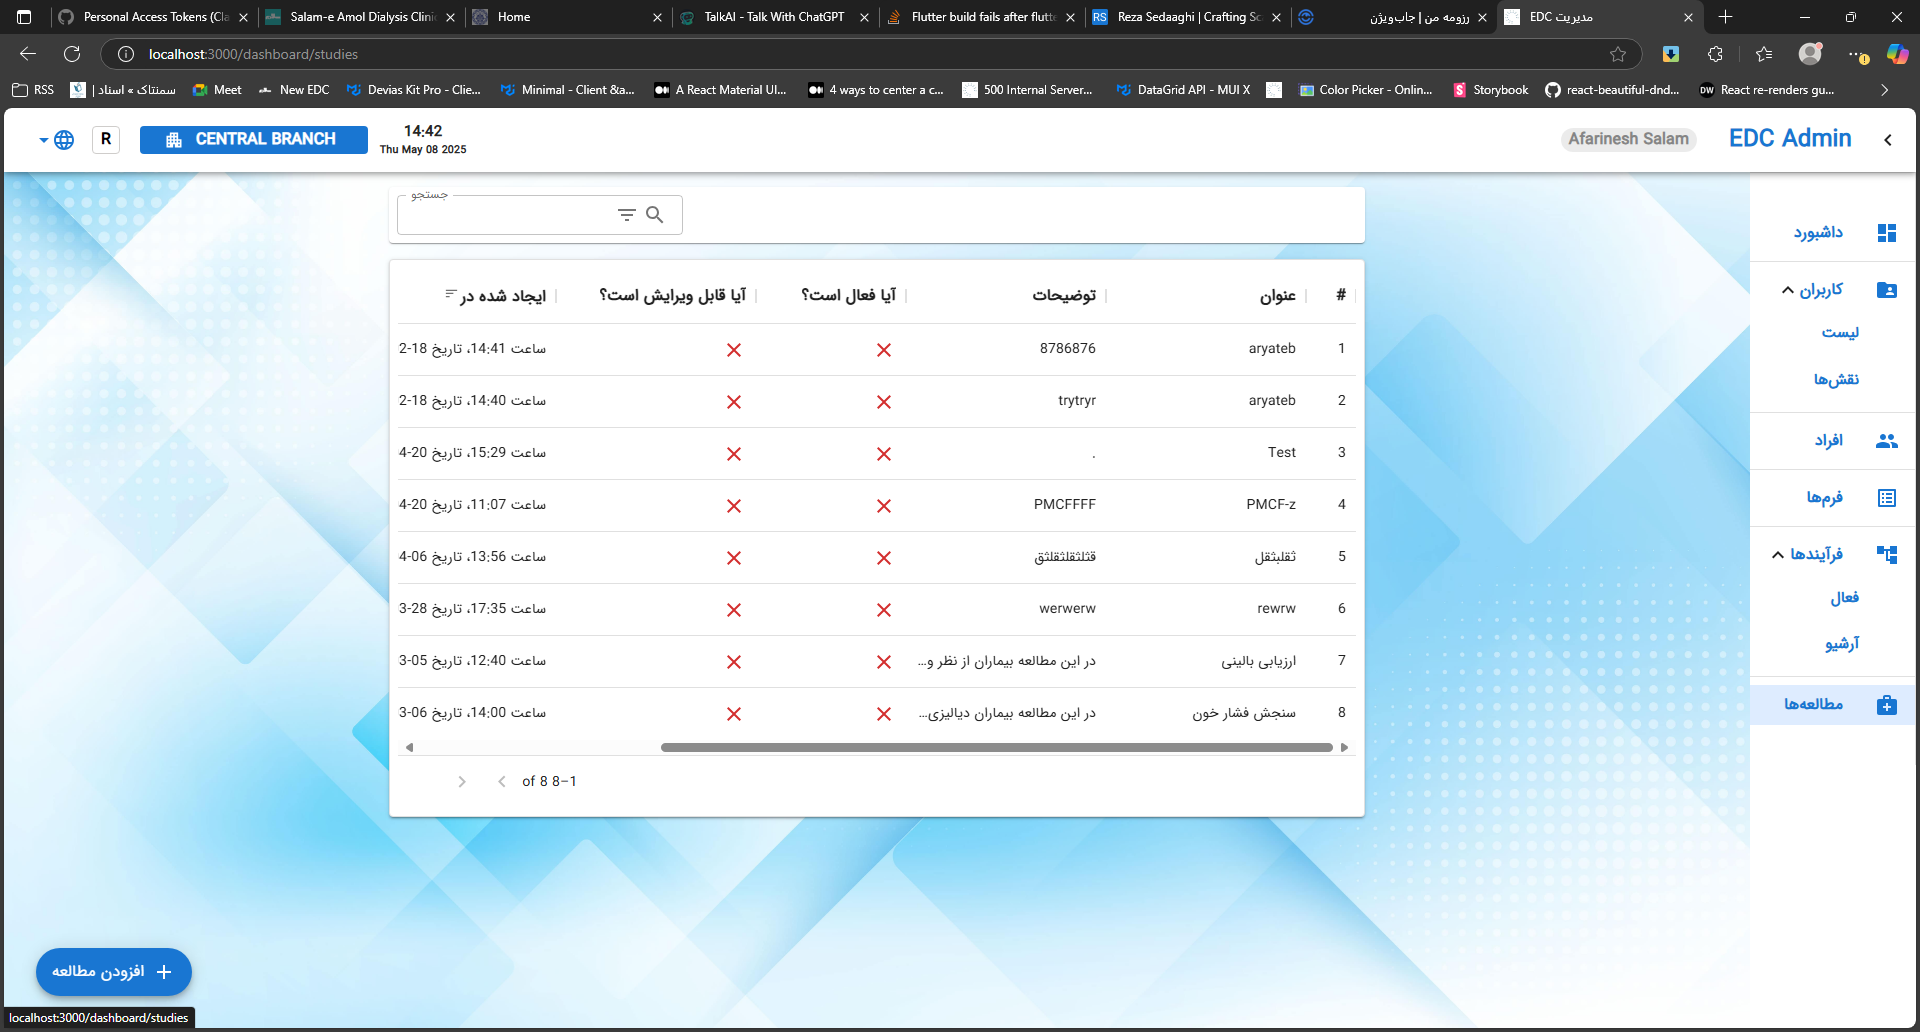 Personal Access Tokens (Cla
Salam-e Amol Dialysis Clinic
Home
TalkAI - Talk With ChatGPT
Flutter build fails after flutte
RS Reza Sedaaghi | Crafting Sc
رزومه من | جاب‌ویژن
مدیریت EDC
localhost:3000/dashboard/studies
RSS
سمنتاک » اسناد |
Meet
New EDC
Devias Kit Pro - Clie...
Minimal - Client &a...
A React Material UI...
4 ways to center a c...
500 Internal Server...
DataGrid API - MUI X
Color Picker - Onlin...
Storybook
react-beautiful-dnd...
DW React re-renders gu...
R
CENTRAL BRANCH
14:42
Thu May 08 2025
Afarinesh Salam
EDC Admin
جستجو
داشبورد
کاربران
لیست
نقش‌ها
افراد
فرم‌ها
فرآیندها
فعال
آرشیو
مطالعه‌ها
# عنوان توضیحات آیا فعال است؟ آیا قابل ویرایش است؟ ایجاد شده در
1 aryateb 8786876 ساعت 14:41، تاریخ 18-2
2 aryateb trytryr ساعت 14:40، تاریخ 18-2
3 Test . ساعت 15:29، تاریخ 20-4
4 PMCF-z PMCFFFF ساعت 11:07، تاریخ 20-4
5 ثقلبثقل قثلثقلثقلثق ساعت 13:56، تاریخ 06-4
6 rewrw werwerw ساعت 17:35، تاریخ 28-3
7 ارزیابی بالینی در این مطالعه بیماران از نظر و... ساعت 12:40، تاریخ 05-3
8 سنجش فشار خون در این مطالعه بیماران دیالیزی... ساعت 14:00، تاریخ 06-3
1–8 of 8
افزودن مطالعه
localhost:3000/dashboard/studies